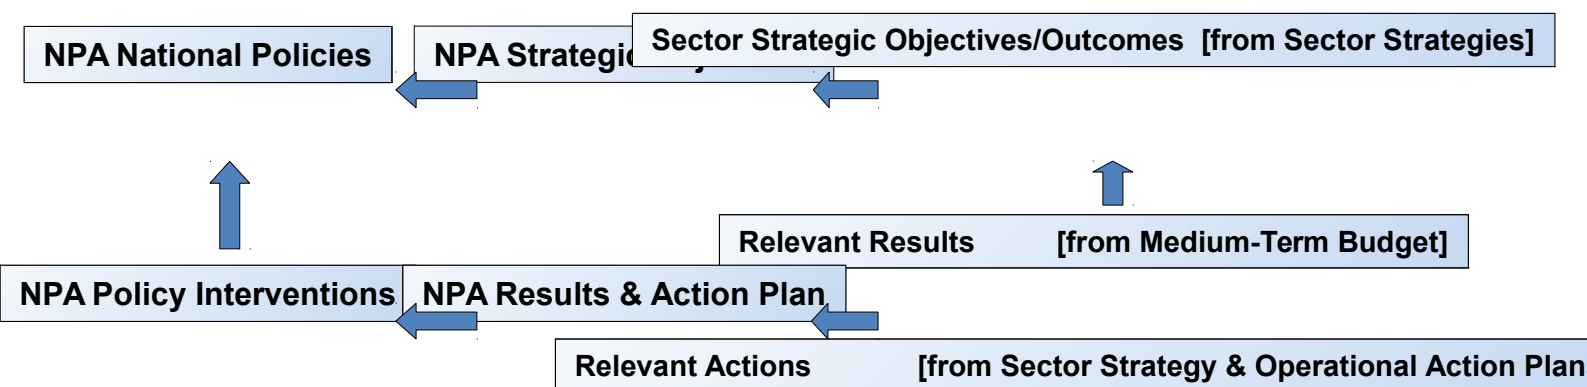 NPA National Policies
NPA Strategic
Sector Strategic Objectives/Outcomes [from Sector Strategies]
Relevant Results [from Medium-Term Budget]
NPA Policy Interventions
NPA Results & Action Plan
Relevant Actions [from Sector Strategy & Operational Action Plan